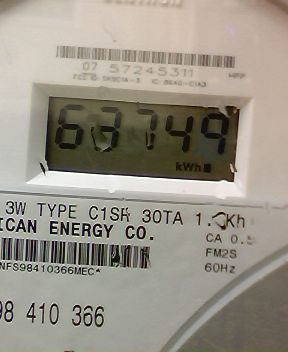 07 57245311
63749
kWh
3W TYPE C1SR 30TA 1. Kh
ICAN ENERGY CO.
CA 0.5
FM2S
NFS98410366MEC*
60Hz
98 410 366